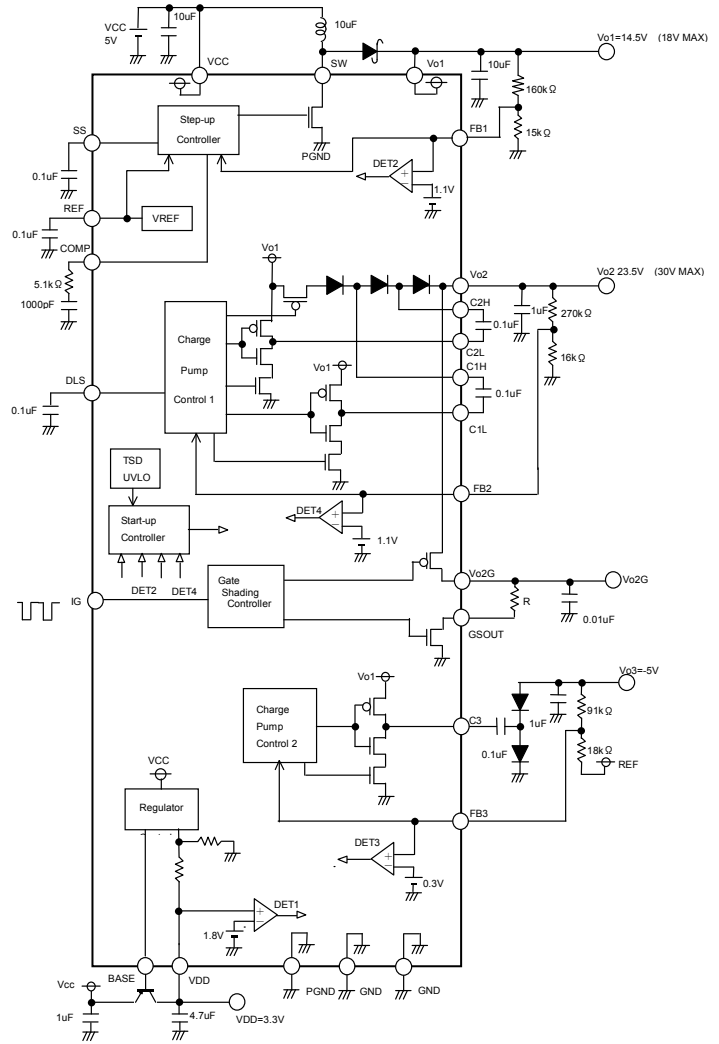 VCC
5V
10uF
10uF
Vo1=14.5V (18V MAX)
VCC
SW
Vo1
10uF
160kΩ
15kΩ
Step-up
Controller
SS
0.1uF
PGND
DET2
FB1
1.1V
REF
VREF
0.1uF
COMP
5.1kΩ
1000pF
Vo1
Vo2
Vo2 23.5V (30V MAX)
C2H
0.1uF
1uF
270kΩ
16kΩ
C2L
Charge
Pump
Control 1
Vo1
C1H
0.1uF
C1L
DLS
0.1uF
TSD
UVLO
FB2
DET4
1.1V
Start-up
Controller
DET2 DET4
IG
Gate
Shading
Controller
Vo2G
Vo2G
R
0.01uF
GSOUT
Vo1
Vo3=-5V
Charge
Pump
Control 2
C3
1uF
91kΩ
0.1uF
18kΩ
REF
VCC
Regulator
FB3
DET3
0.3V
DET1
1.8V
BASE
VDD
PGND
GND
GND
Vcc
1uF
4.7uF
VDD=3.3V